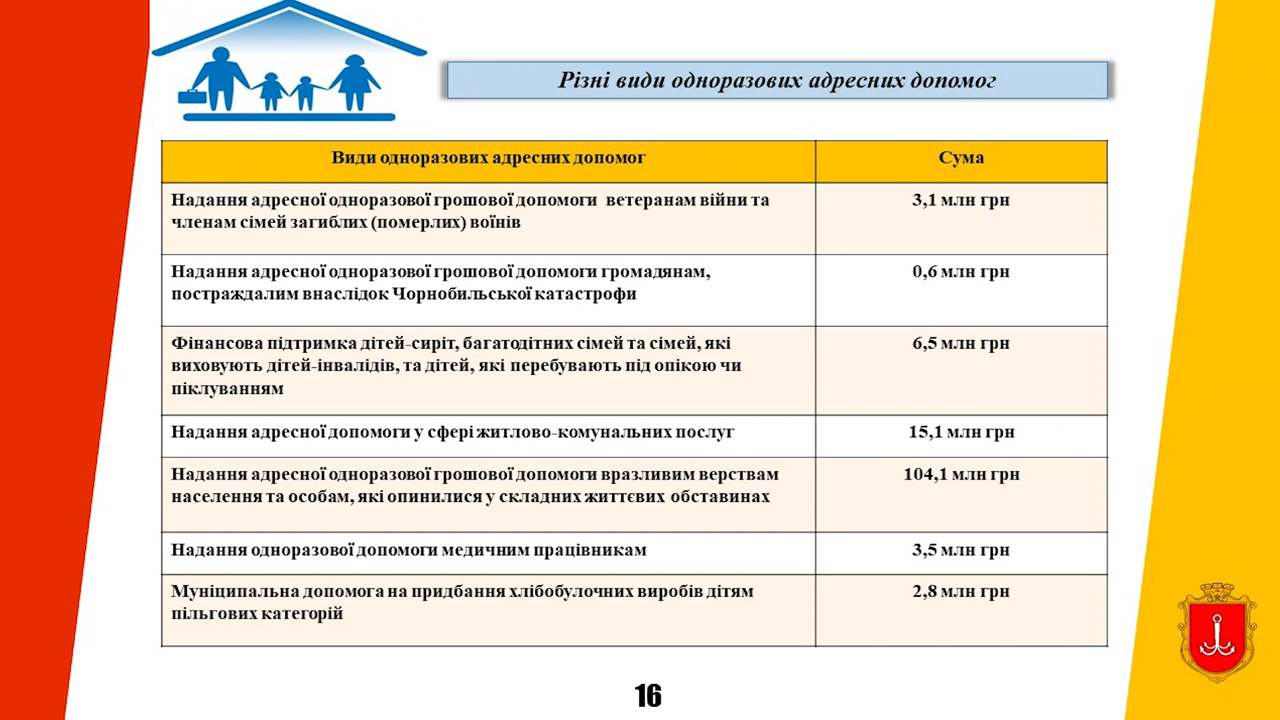 Різні види одноразових адресних допомог
Види одноразових адресних допомог
Сума
Надання адресної одноразової грошової допомоги ветеранам війни та
членам сімей загиблих (померлих) воїнів
3,1 млн грн
Надання адресної одноразової грошової допомоги громадянам,
постраждалим внаслідок Чорнобильської катастрофи
0,6 млн грн
Фінансова підтримка дітей-сиріт, багатодітних сімей та сімей, які
виховують дітей-інвалідів, та дітей, які перебувають під опікою чи
піклуванням
6,5 млн грн
Надання адресної допомоги у сфері житлово-комунальних послуг
15,1 млн грн
Надання адресної одноразової грошової допомоги вразливим верствам
населення та особам, які опинилися у складних життєвих обставинах
104,1 млн грн
Надання одноразової допомоги медичним працівникам
3,5 млн грн
Муніципальна допомога на придбання хлібобулочних виробів дітям
пільгових категорій
2,8 млн грн
16